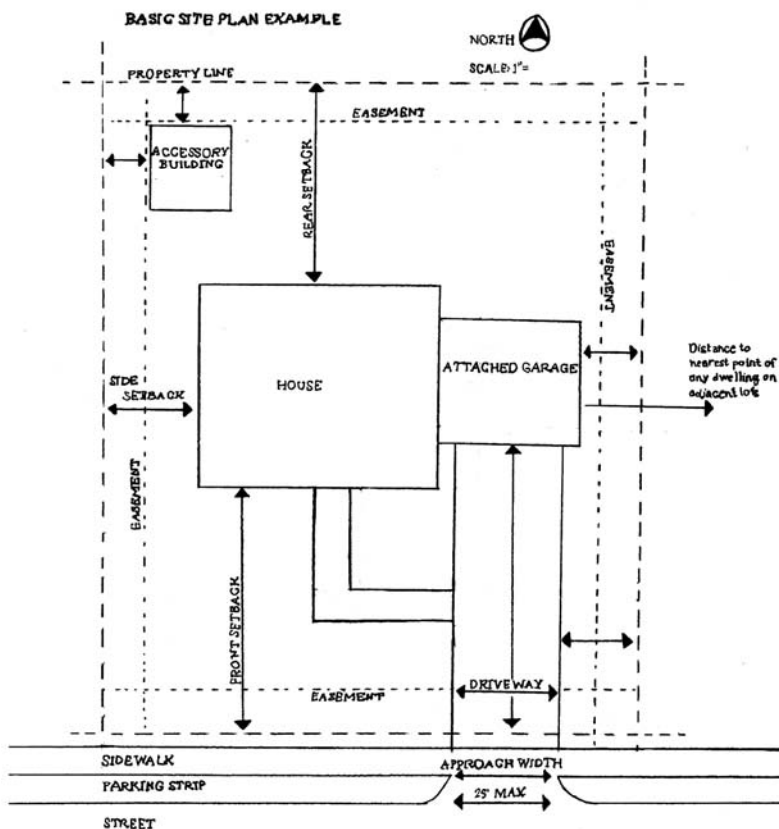 BASIC SITE PLAN EXAMPLE
NORTH
SCALE: 1"=
PROPERTY LINE
EASEMENT
ACCESSORY
BUILDING
REAR SETBACK
EASEMENT
Distance to
nearest point of
any dwelling on
adjacent lots
ATTACHED GARAGE
HOUSE
SIDE
SETBACK
EASEMENT
FRONT SETBACK
DRIVEWAY
EASEMENT
SIDEWALK
APPROACH WIDTH
PARKING STRIP
25' MAX
STREET